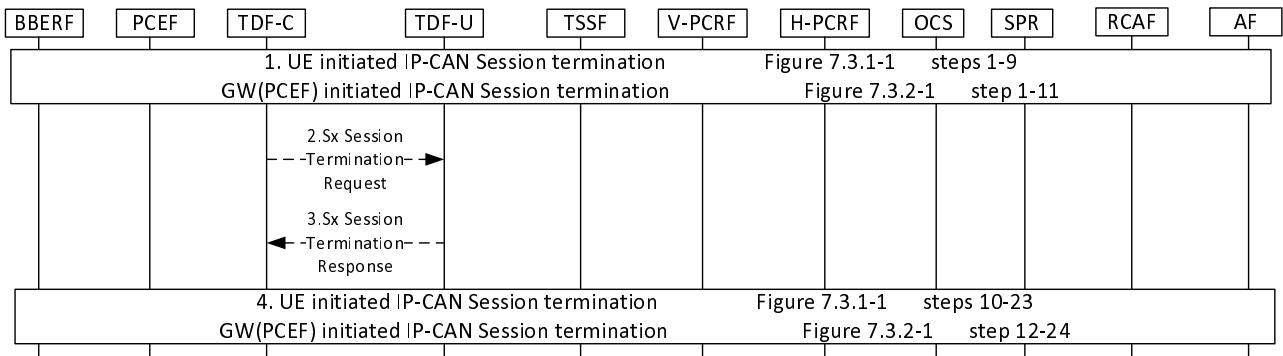 BBERF PCEF TDF-C TDF-U TSSF V-PCRF H-PCRF OCS SPR RCAF AF
1. UE initiated IP-CAN Session termination Figure 7.3.1-1 steps 1-9
GW(PCEF) initiated IP-CAN Session termination Figure 7.3.2-1 step 1-11
2.Sx Session
Termination
Request
3.Sx Session
Termination
Response
4. UE initiated IP-CAN Session termination Figure 7.3.1-1 steps 10-23
GW(PCEF) initiated IP-CAN Session termination Figure 7.3.2-1 step 12-24